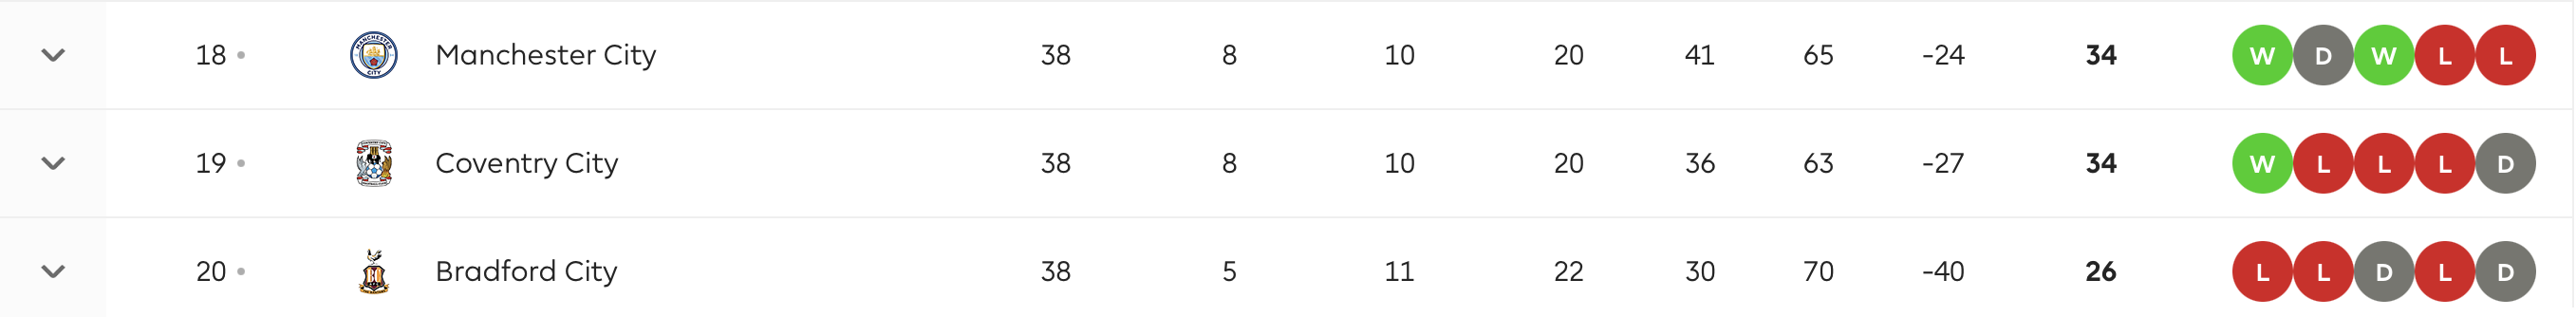 18 Manchester City 38 8 10 20 41 65 -24 34 W D W L L
19 Coventry City 38 8 10 20 36 63 -27 34 W L L L D
20 Bradford City 38 5 11 22 30 70 -40 26 L L D L D